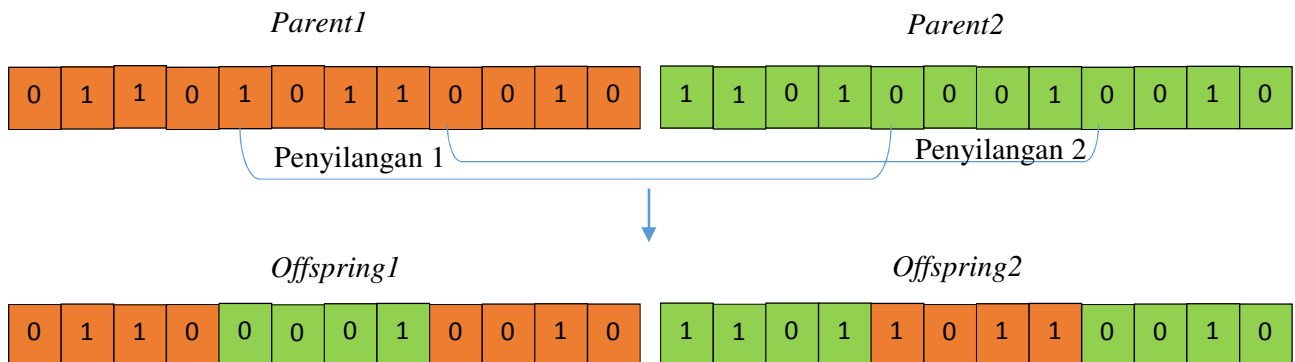 Parent1 Parent2
0 1 1 0 1 0 1 1 0 0 1 0 1 1 0 1 0 0 0 1 0 0 1 0
Penyilangan 1 Penyilangan 2
Offspring1 Offspring2
0 1 1 0 0 0 0 1 0 0 1 0 1 1 0 1 1 0 1 1 0 0 1 0